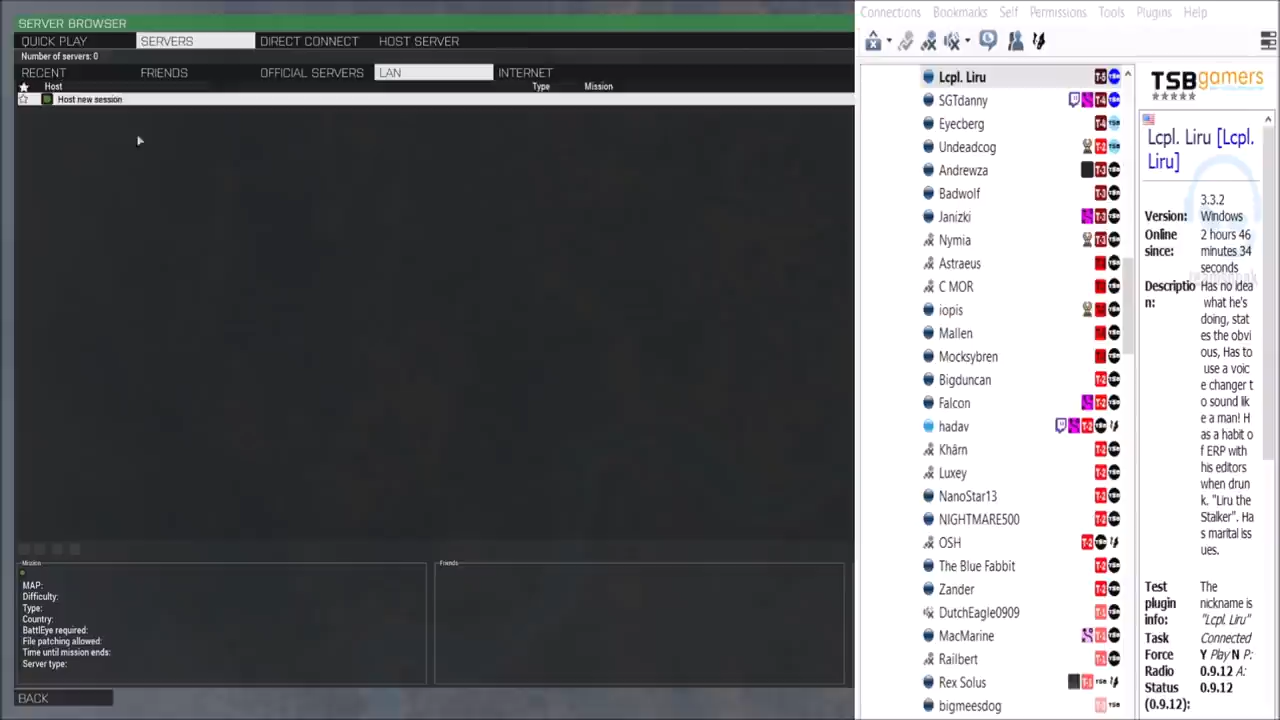 SERVER BROWSER
QUICK PLAY
SERVERS
DIRECT CONNECT
HOST SERVER
Number of servers: 0
RECENT
FRIENDS
OFFICIAL SERVERS
LAN
INTERNET
Host
Type
Mission
Host new session
Mission
MAP:
Difficulty:
Type:
Country:
BattlEye required:
File patching allowed:
Time until mission ends:
Server type:
Friends
BACK
Connections Bookmarks Self Permissions Tools Plugins Help
Lcpl. Liru
SGTdanny
Eyecberg
Undeadcog
Andrewza
Badwolf
Janizki
Nymia
Astraeus
C MOR
iopis
Mallen
Mocksybren
Bigduncan
Falcon
hadav
Khârn
Luxey
NanoStar13
NIGHTMARE500
OSH
The Blue Fabbit
Zander
DutchEagle0909
MacMarine
Railbert
Rex Solus
bigmeesdog
TSBgamers
Lcpl. Liru [Lcpl.
Liru]
3.3.2
Version: Windows
Online 2 hours 46
since: minutes 34
seconds
Descriptio Has no idea
n: what he's
doing, stat
es the obvi
ous, Has to
use a voic
e changer t
o sound lik
e a man! H
as a habit o
f ERP with
his editors
when drun
k. "Liru the
Stalker". Ha
s marital iss
ues.
Test The
plugin nickname is
info: "Lcpl. Liru"
Task Connected
Force Y Play N P:
Radio 0.9.12 A:
Status 0.9.12
(0.9.12):